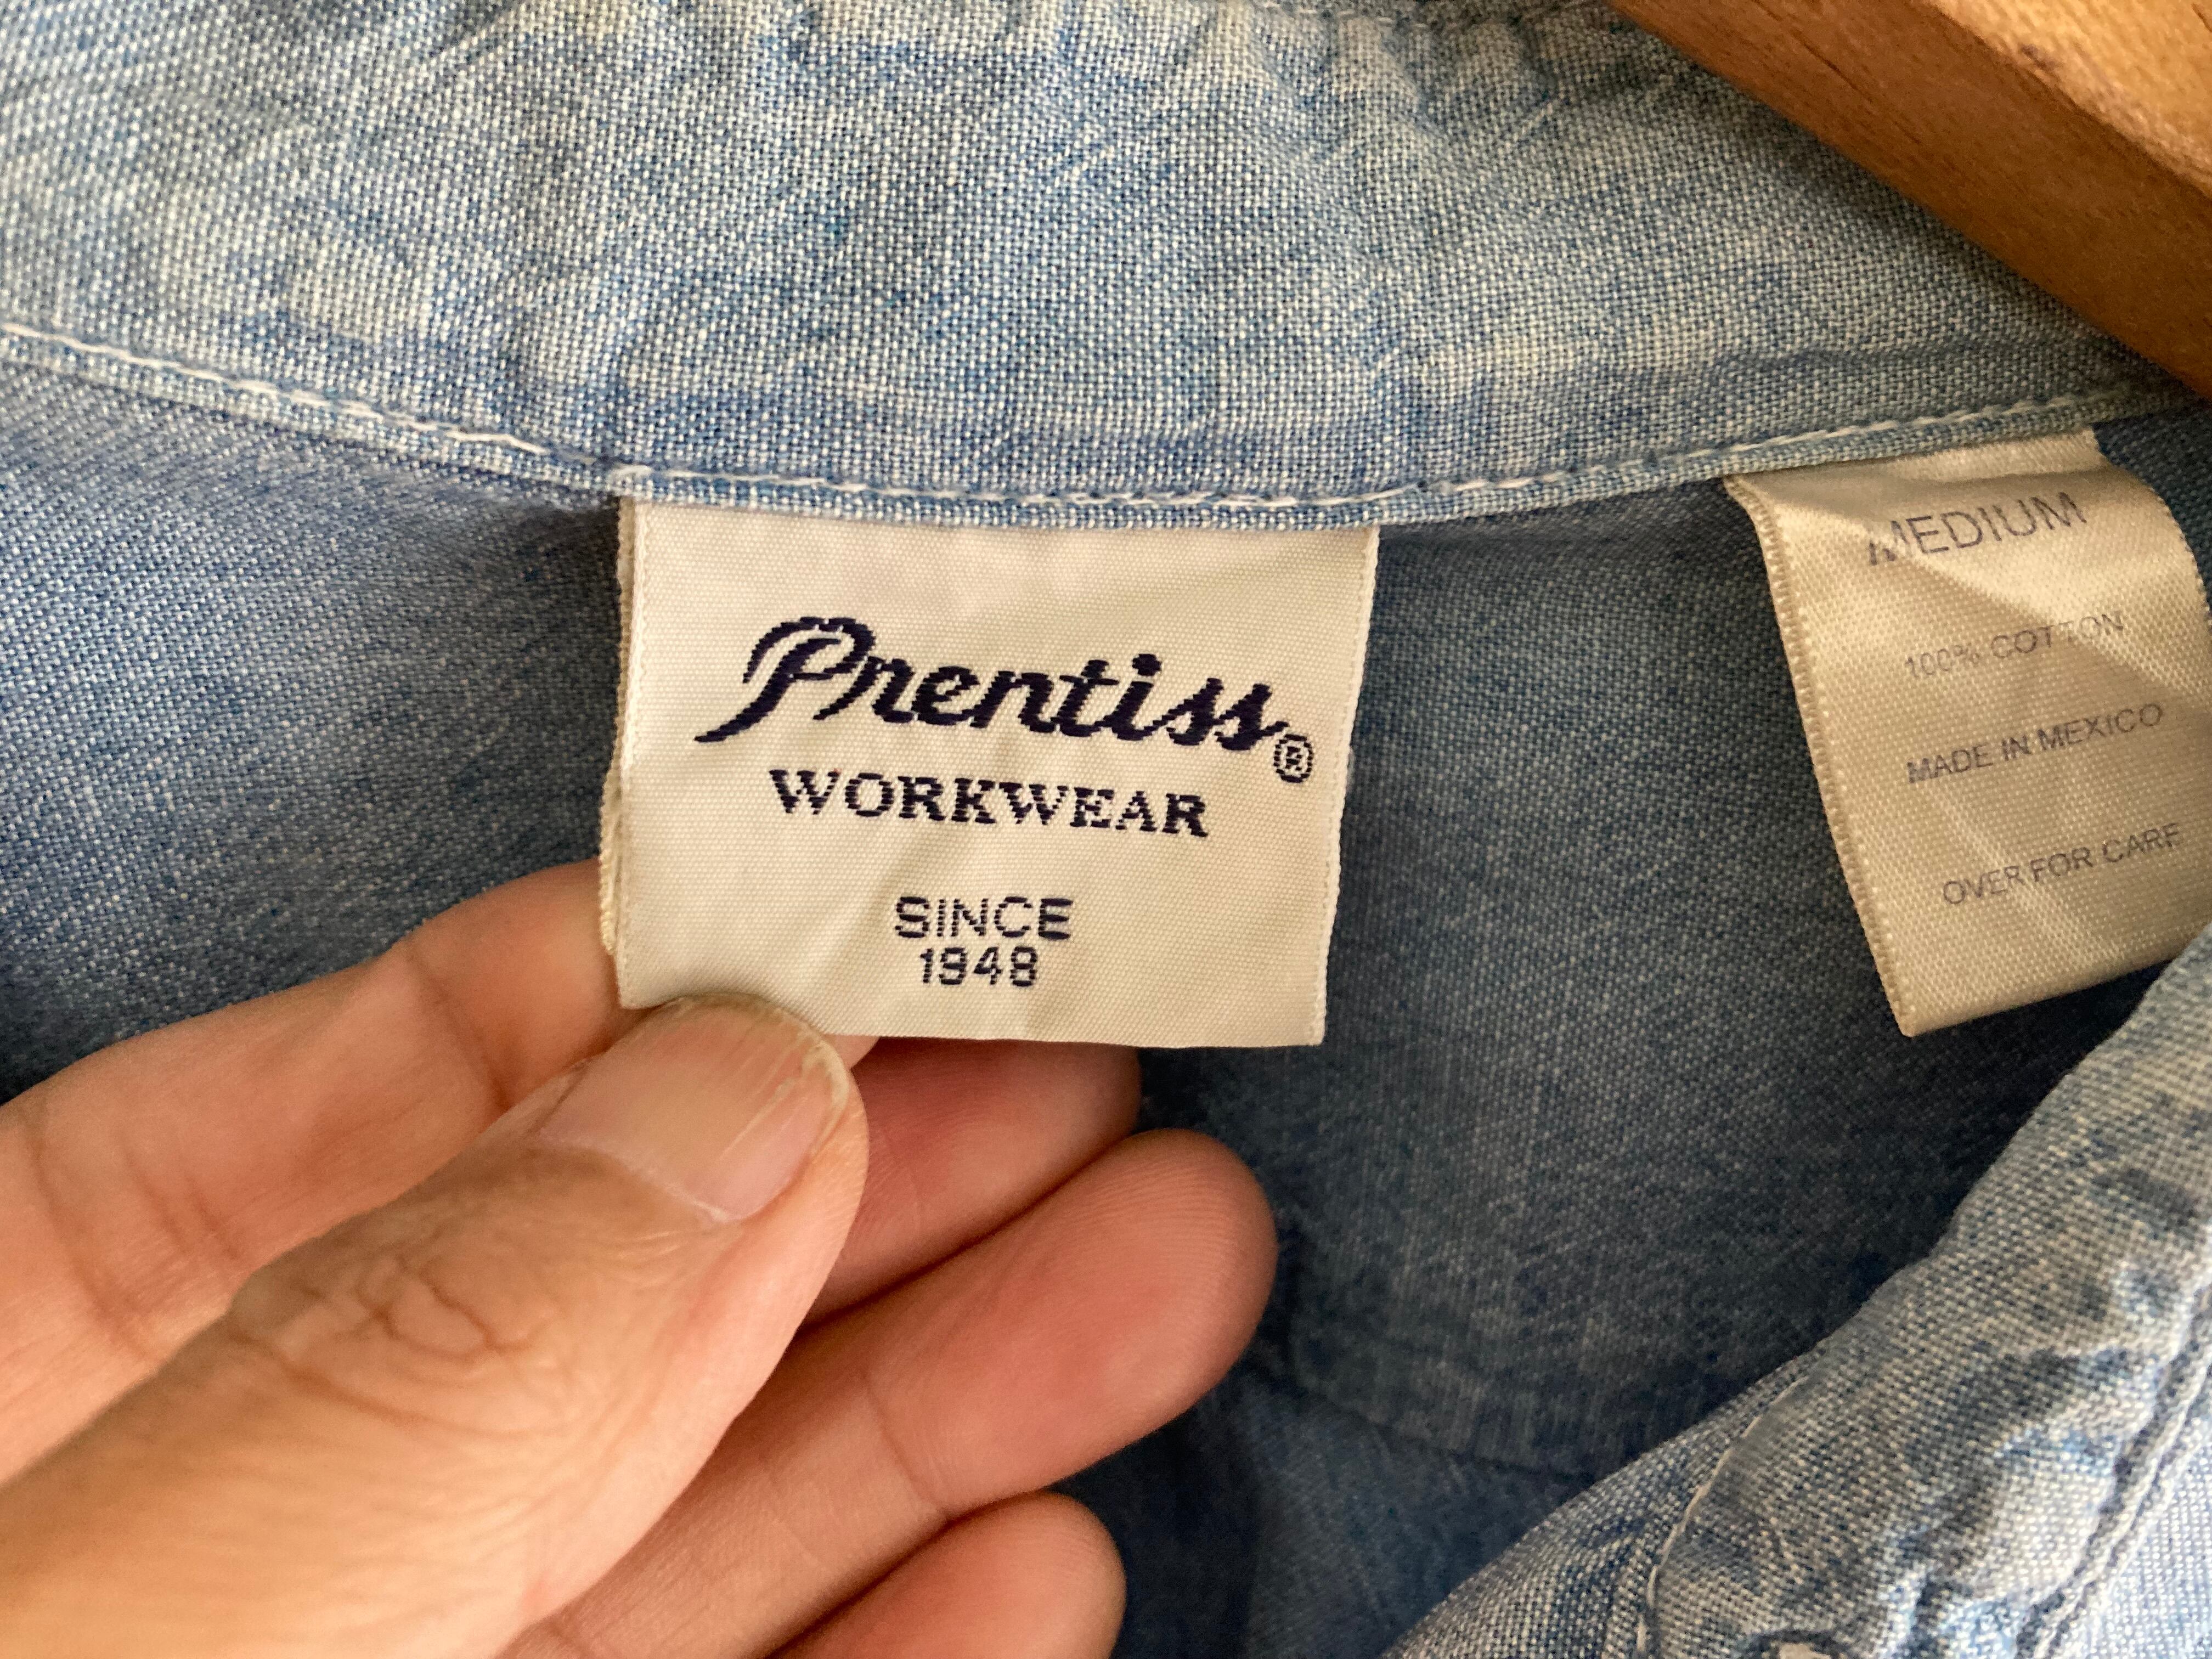 Prentiss®
WORKWEAR
SINCE
1948
MEDIUM
100% COTTON
MADE IN MEXICO
OVER FOR CARE